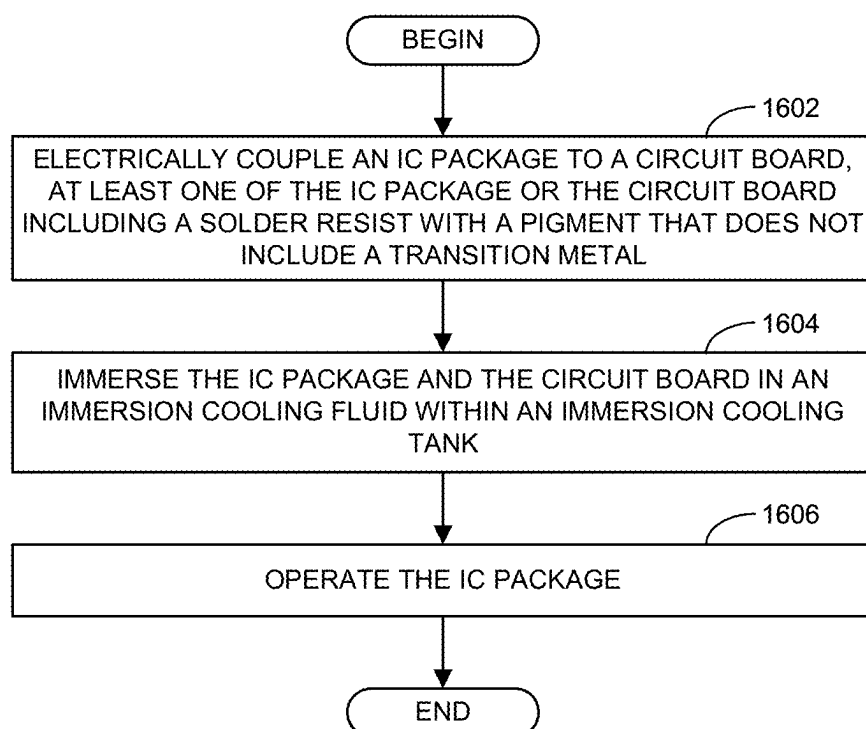 BEGIN
1602
ELECTRICALLY COUPLE AN IC PACKAGE TO A CIRCUIT BOARD,
AT LEAST ONE OF THE IC PACKAGE OR THE CIRCUIT BOARD
INCLUDING A SOLDER RESIST WITH A PIGMENT THAT DOES NOT
INCLUDE A TRANSITION METAL
1604
IMMERSE THE IC PACKAGE AND THE CIRCUIT BOARD IN AN
IMMERSION COOLING FLUID WITHIN AN IMMERSION COOLING
TANK
1606
OPERATE THE IC PACKAGE
END